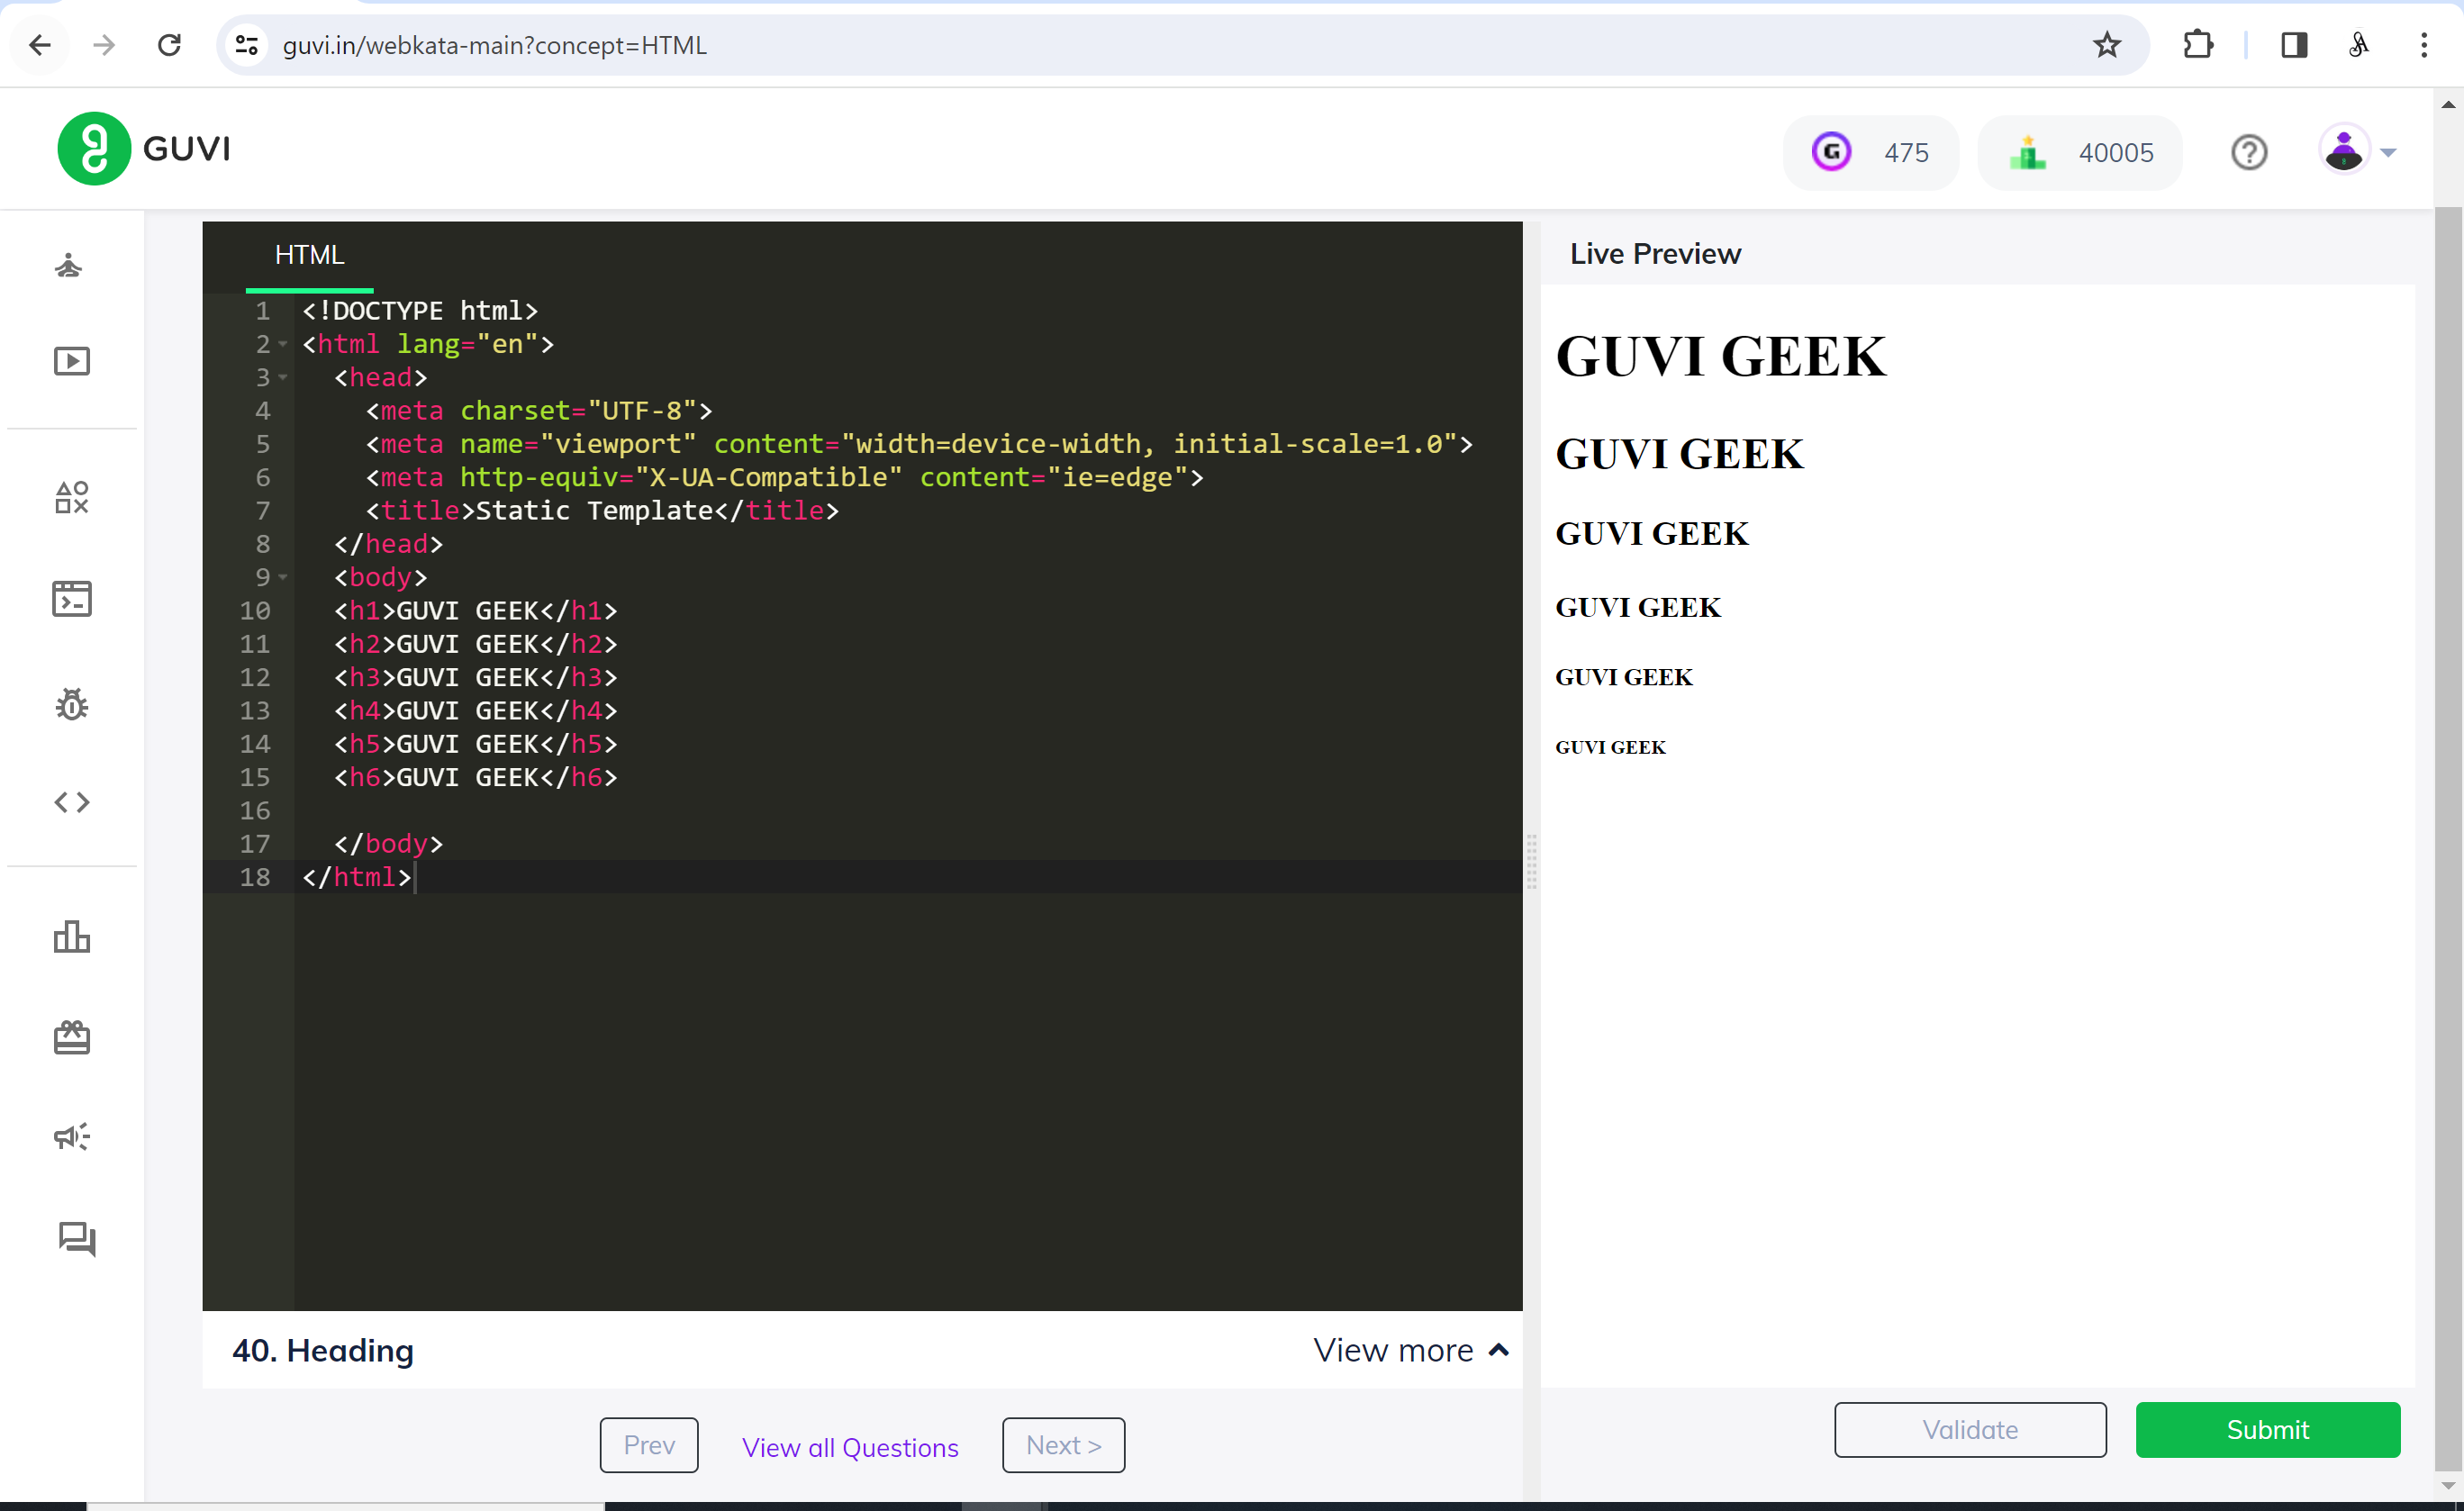 guvi.in/webkata-main?concept=HTML
GUVI
475
40005
HTML
1 <!DOCTYPE html>
2 <html lang="en">
3   <head>
4     <meta charset="UTF-8">
5     <meta name="viewport" content="width=device-width, initial-scale=1.0">
6     <meta http-equiv="X-UA-Compatible" content="ie=edge">
7     <title>Static Template</title>
8   </head>
9   <body>
10   <h1>GUVI GEEK</h1>
11   <h2>GUVI GEEK</h2>
12   <h3>GUVI GEEK</h3>
13   <h4>GUVI GEEK</h4>
14   <h5>GUVI GEEK</h5>
15   <h6>GUVI GEEK</h6>
16
17   </body>
18 </html>
Live Preview
GUVI GEEK
GUVI GEEK
GUVI GEEK
GUVI GEEK
GUVI GEEK
GUVI GEEK
40. Heading
View more
Prev
View all Questions
Next >
Validate
Submit